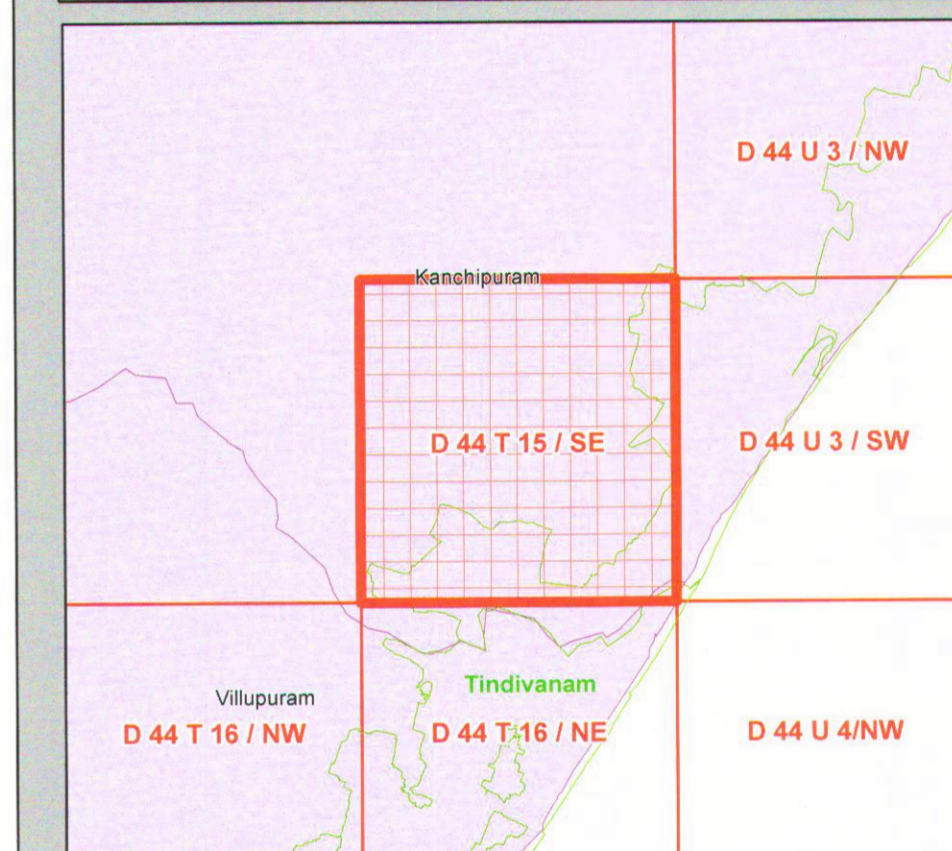 D 44 U 3 / NW
Kanchipuram
D 44 T 15 / SE
D 44 U 3 / SW
Tindivanam
Villupuram
D 44 T 16 / NW
D 44 T 16 / NE
D 44 U 4/NW